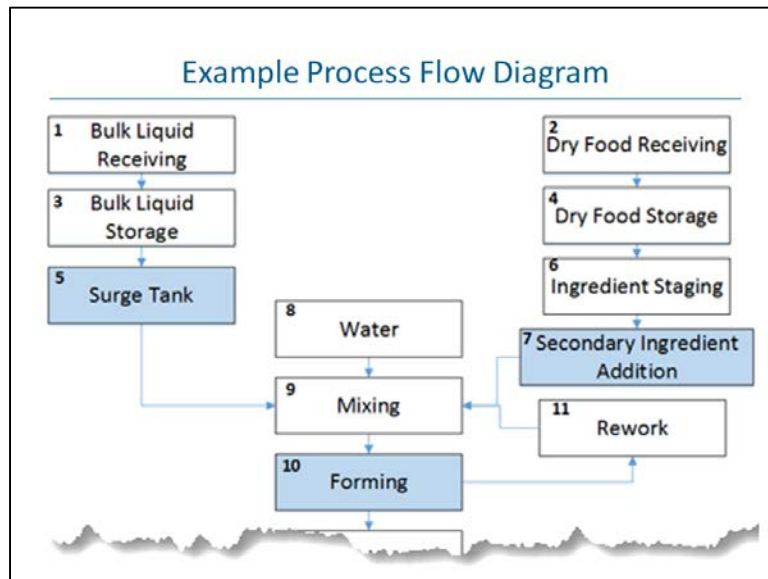 Example Process Flow Diagram
1 Bulk Liquid
Receiving
2 Dry Food Receiving
3 Bulk Liquid
Storage
4 Dry Food Storage
5 Surge Tank
6 Ingredient Staging
7 Secondary Ingredient
Addition
8 Water
9 Mixing
10 Forming
11 Rework